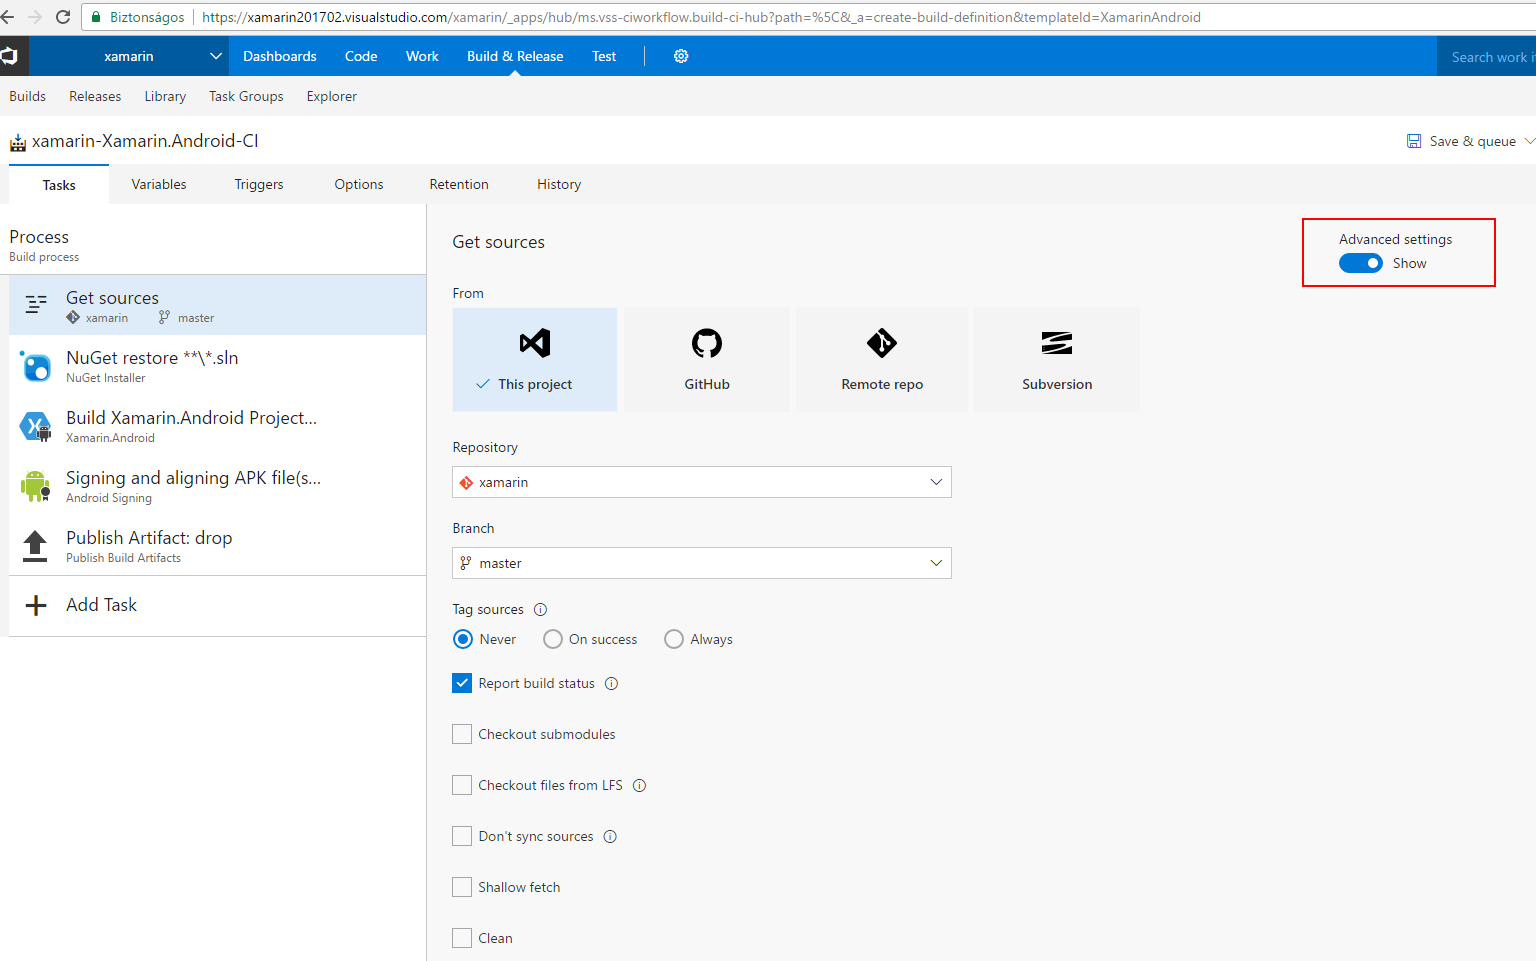 Biztonságos https://xamarin201702.visualstudio.com/xamarin/_apps/hub/ms.vss-ciworkflow.build-ci-hub?path=%5C&_a=create-build-definition&templateId=XamarinAndroid
xamarin Dashboards Code Work Build & Release Test Search work
Builds Releases Library Task Groups Explorer
xamarin-Xamarin.Android-CI Save & queue
Tasks Variables Triggers Options Retention History
Process
Build process
Get sources
xamarin master
NuGet restore **\*.sln
NuGet Installer
Build Xamarin.Android Project...
Xamarin.Android
Signing and aligning APK file(s...
Android Signing
Publish Artifact: drop
Publish Build Artifacts
Add Task
Get sources
Advanced settings
Show
From
This project GitHub Remote repo Subversion
Repository
xamarin
Branch
master
Tag sources
Never On success Always
Report build status
Checkout submodules
Checkout files from LFS
Don't sync sources
Shallow fetch
Clean